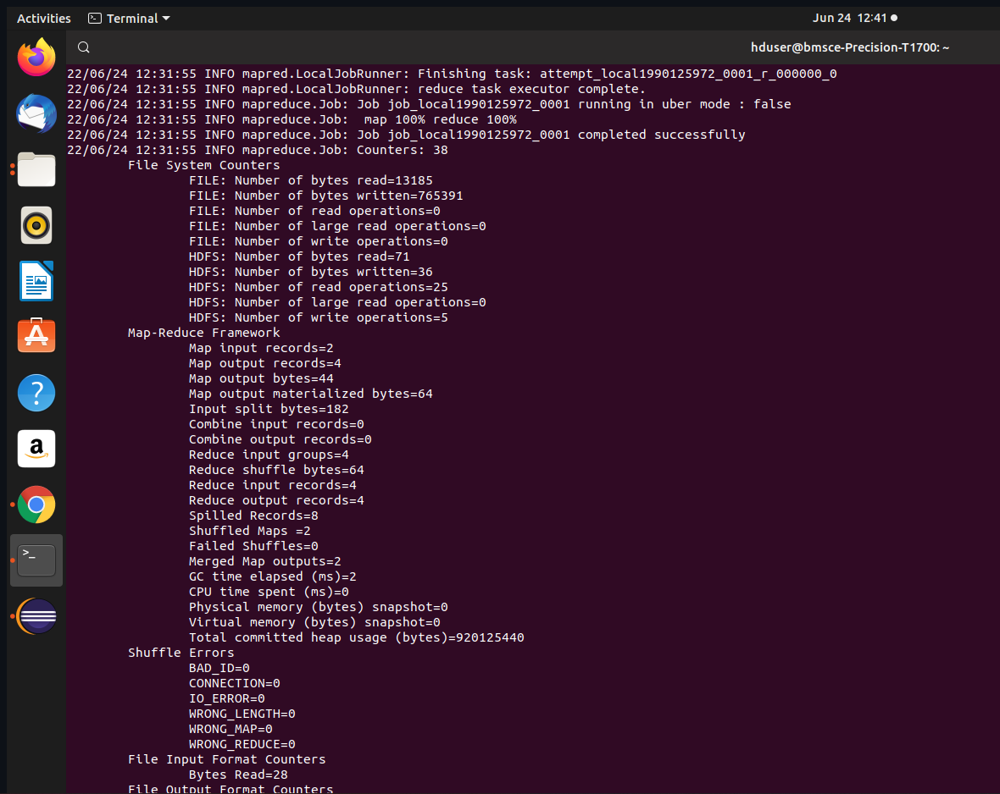 Activities
Terminal
Jun 24 12:41
hduser@bmsce-Precision-T1700: ~
22/06/24 12:31:55 INFO mapred.LocalJobRunner: Finishing task: attempt_local1990125972_0001_r_000000_0
22/06/24 12:31:55 INFO mapred.LocalJobRunner: reduce task executor complete.
22/06/24 12:31:55 INFO mapreduce.Job: Job job_local1990125972_0001 running in uber mode : false
22/06/24 12:31:55 INFO mapreduce.Job:  map 100% reduce 100%
22/06/24 12:31:55 INFO mapreduce.Job: Job job_local1990125972_0001 completed successfully
22/06/24 12:31:55 INFO mapreduce.Job: Counters: 38
File System Counters
FILE: Number of bytes read=13185
FILE: Number of bytes written=765391
FILE: Number of read operations=0
FILE: Number of large read operations=0
FILE: Number of write operations=0
HDFS: Number of bytes read=71
HDFS: Number of bytes written=36
HDFS: Number of read operations=25
HDFS: Number of large read operations=0
HDFS: Number of write operations=5
Map-Reduce Framework
Map input records=2
Map output records=4
Map output bytes=44
Map output materialized bytes=64
Input split bytes=182
Combine input records=0
Combine output records=0
Reduce input groups=4
Reduce shuffle bytes=64
Reduce input records=4
Reduce output records=4
Spilled Records=8
Shuffled Maps =2
Failed Shuffles=0
Merged Map outputs=2
GC time elapsed (ms)=2
CPU time spent (ms)=0
Physical memory (bytes) snapshot=0
Virtual memory (bytes) snapshot=0
Total committed heap usage (bytes)=920125440
Shuffle Errors
BAD_ID=0
CONNECTION=0
IO_ERROR=0
WRONG_LENGTH=0
WRONG_MAP=0
WRONG_REDUCE=0
File Input Format Counters
Bytes Read=28
File Output Format Counters